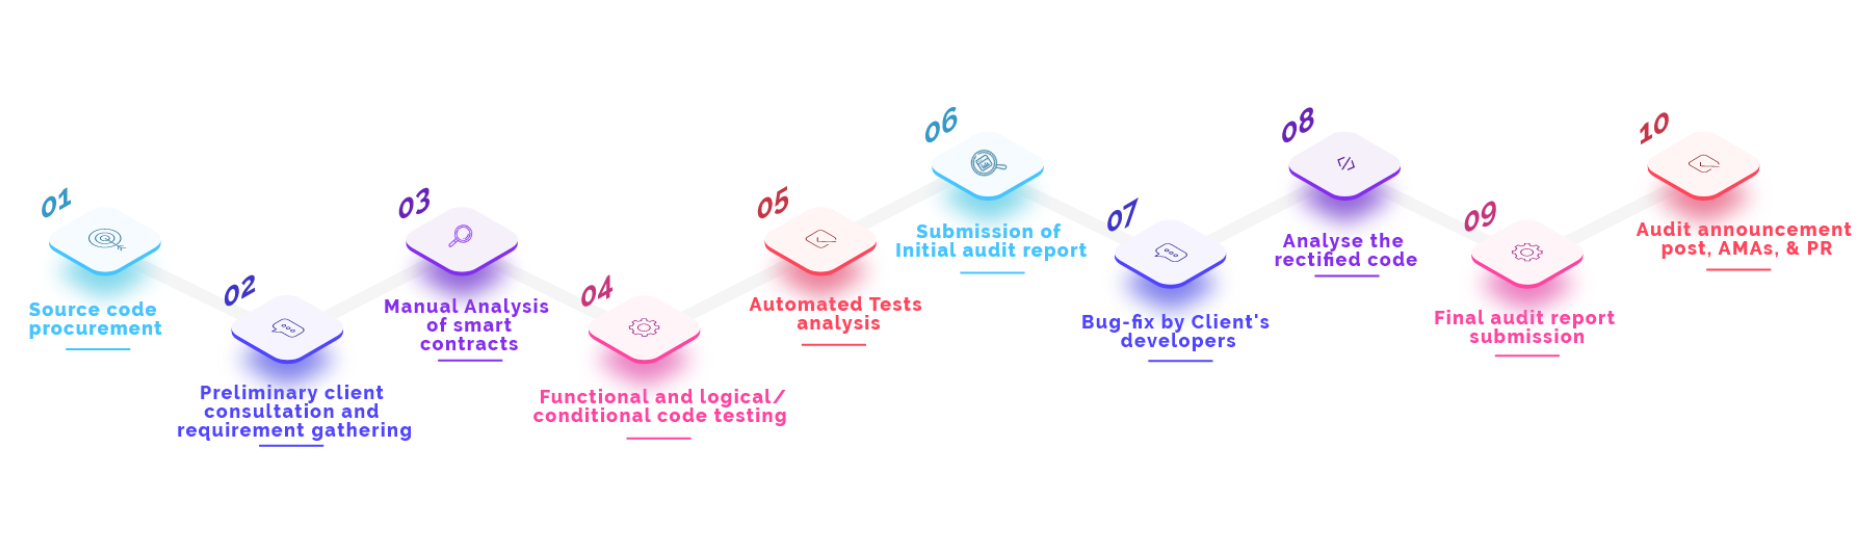 01
Source code
procurement
02
Preliminary client
consultation and
requirement gathering
03
Manual Analysis
of smart
contracts
04
Functional and logical/
conditional code testing
05
Automated Tests
analysis
06
Submission of
Initial audit report
07
Bug-fix by Client's
developers
08
Analyse the
rectified code
09
Final audit report
submission
10
Audit announcement
post, AMAs, & PR